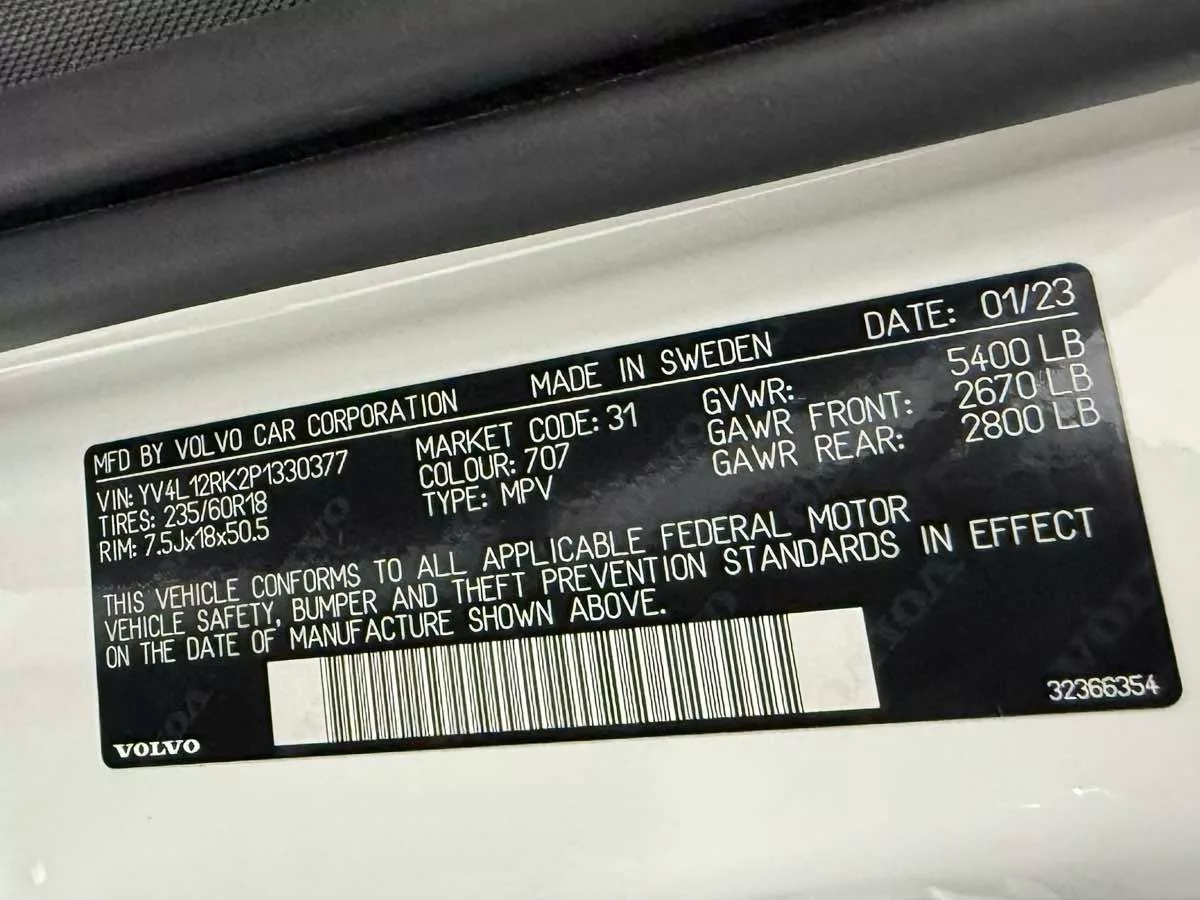 MFD BY VOLVO CAR CORPORATION MADE IN SWEDEN DATE: 01/23
VIN: YV4L12RK2P1330377 MARKET CODE: 31 GVWR: 5400 LB
TIRES: 235/60R18 COLOUR: 707 GAWR FRONT: 2670 LB
RIM: 7.5Jx18x50.5 TYPE: MPV GAWR REAR: 2800 LB
THIS VEHICLE CONFORMS TO ALL APPLICABLE FEDERAL MOTOR
VEHICLE SAFETY, BUMPER AND THEFT PREVENTION STANDARDS IN EFFECT
ON THE DATE OF MANUFACTURE SHOWN ABOVE.
VOLVO 32366354